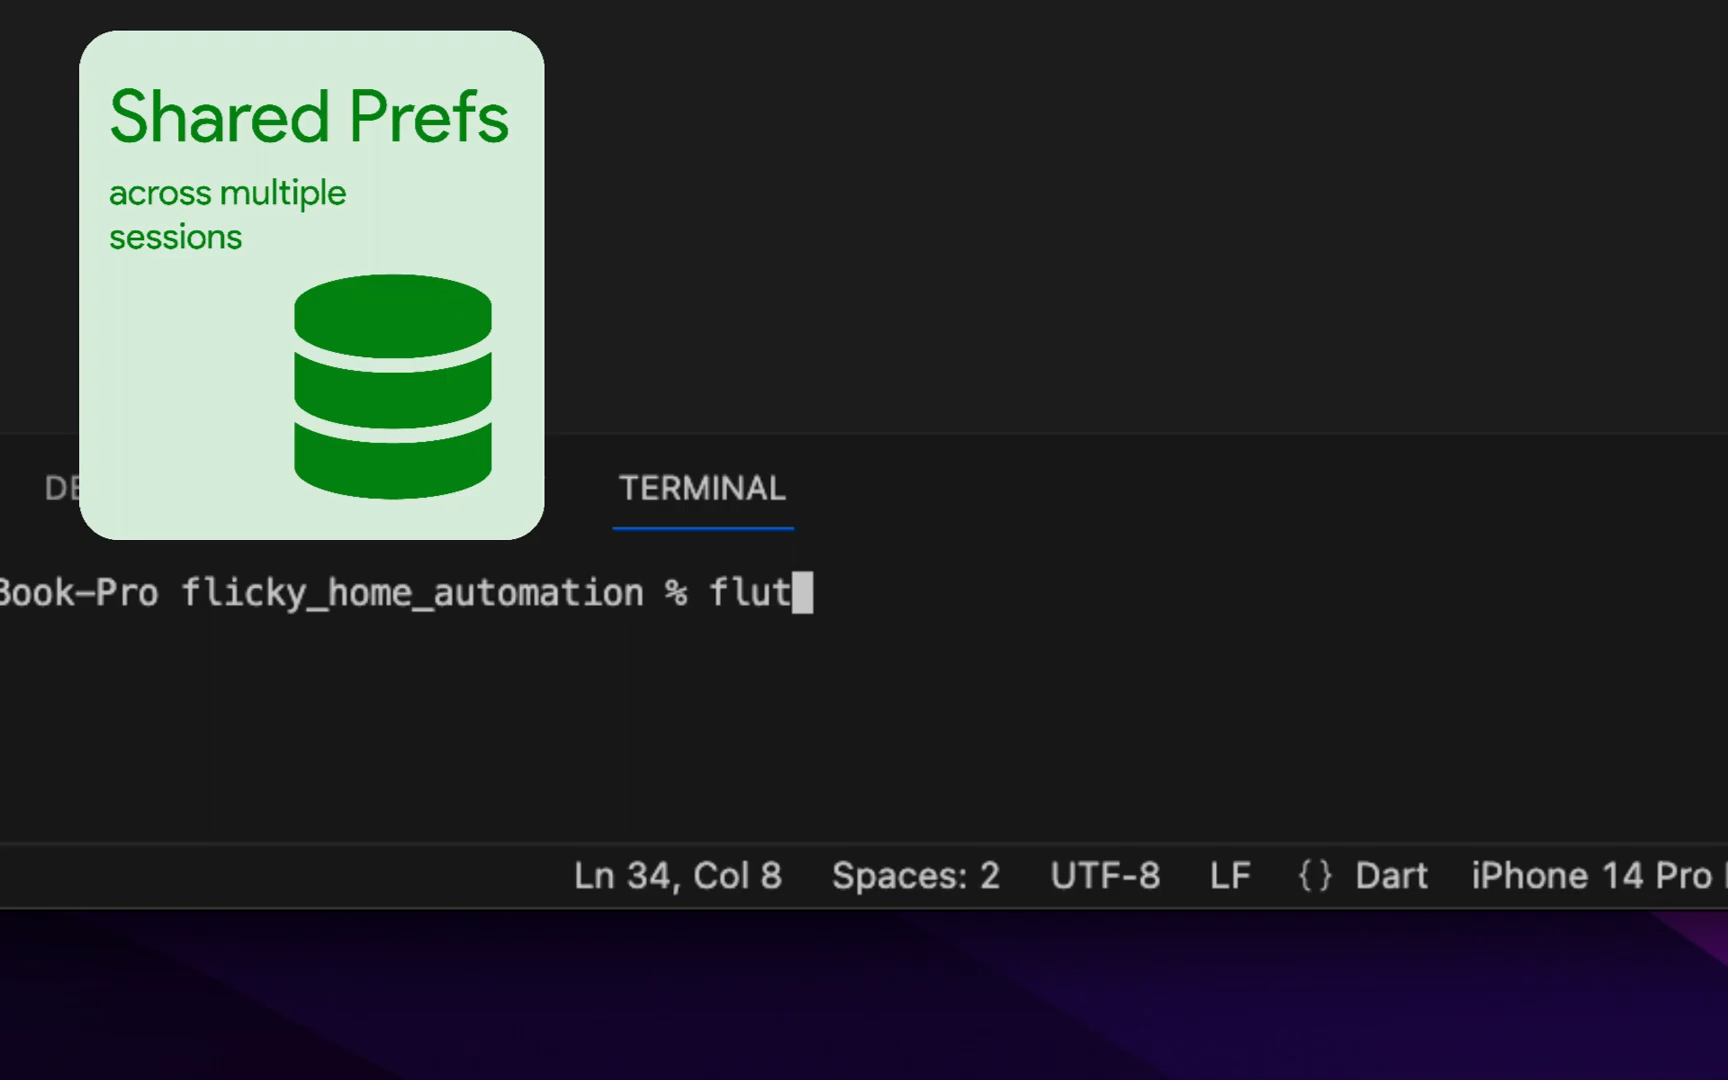 Shared Prefs
across multiple
sessions
TERMINAL
Book-Pro flicky_home_automation % flut
Ln 34, Col 8 Spaces: 2 UTF-8 LF {} Dart iPhone 14 Pro